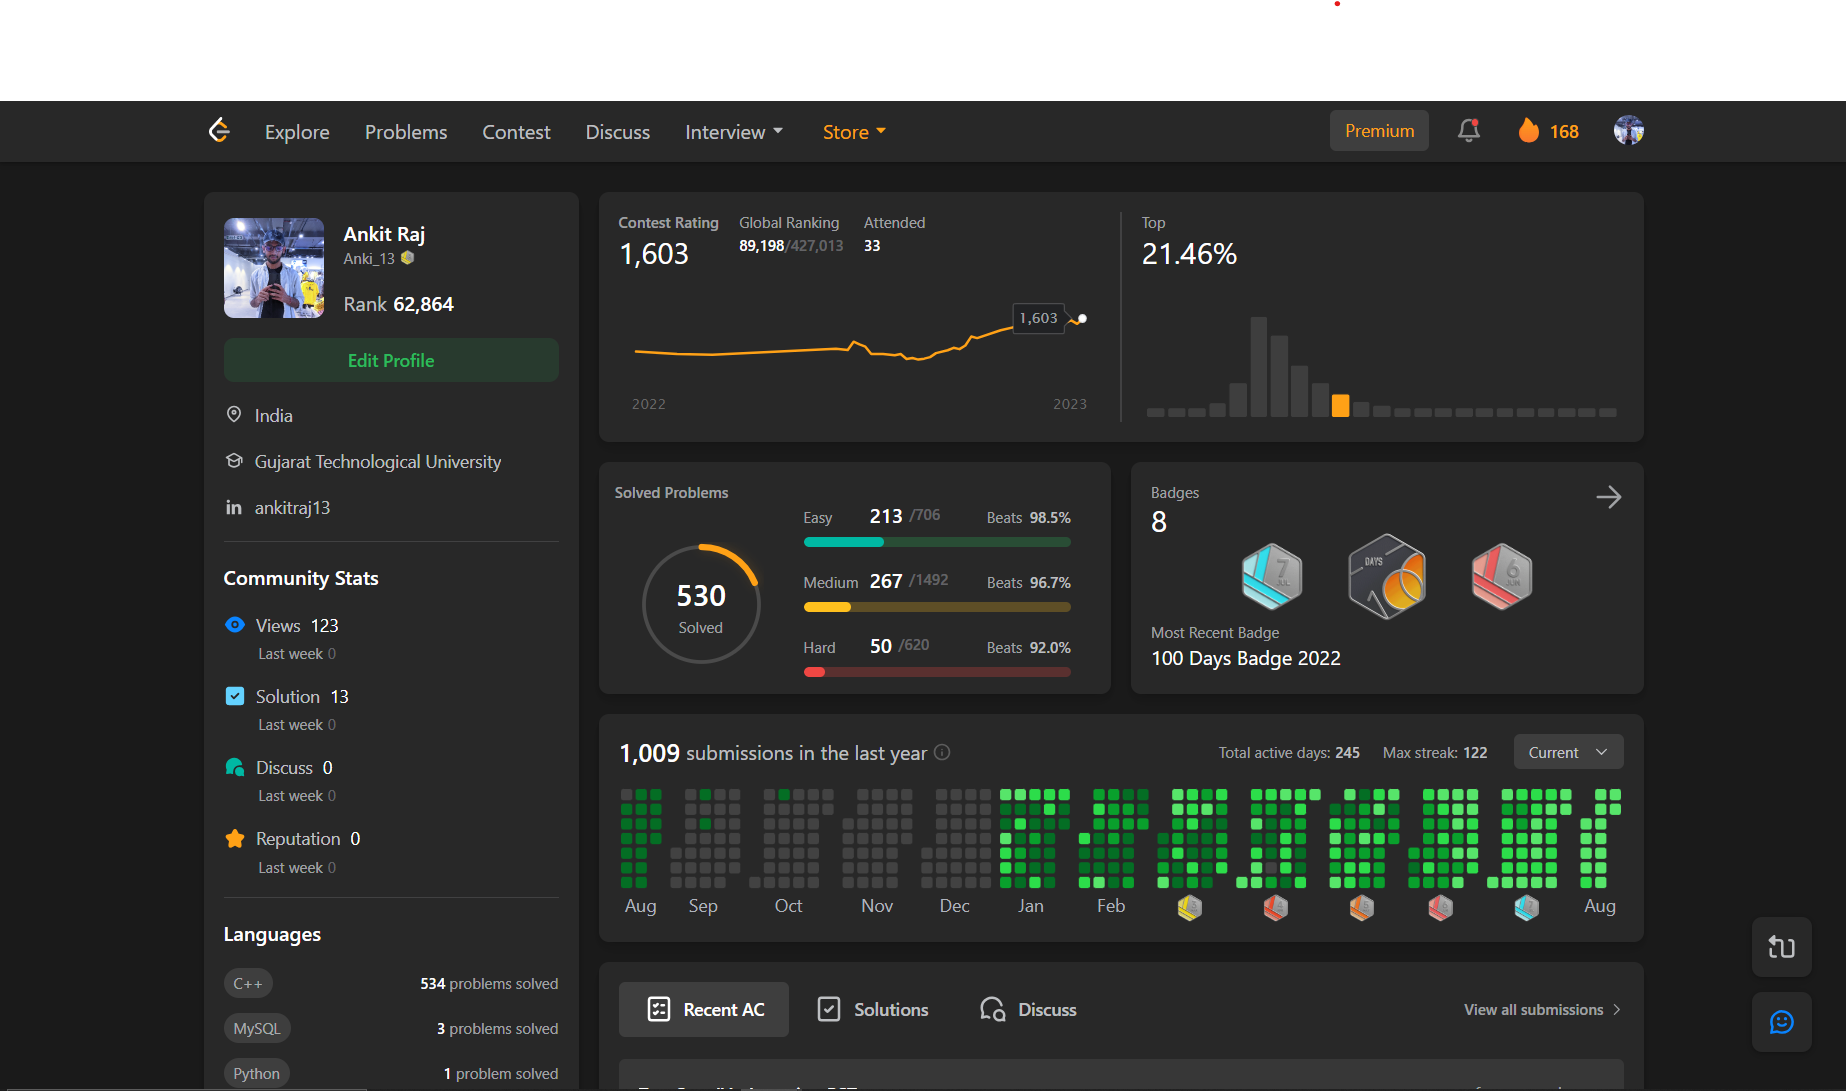 Explore Problems Contest Discuss Interview Store Premium 168
Ankit Raj
Anki_13
Rank 62,864
Edit Profile
India
Gujarat Technological University
ankitraj13
Community Stats
Views 123
Last week 0
Solution 13
Last week 0
Discuss 0
Last week 0
Reputation 0
Last week 0
Languages
C++ 534 problems solved
MySQL 3 problems solved
Python 1 problem solved
Contest Rating Global Ranking Attended
1,603 89,198/427,013 33
1,603
2022 2023
Top
21.46%
Solved Problems
530
Solved
Easy 213 /706 Beats 98.5%
Medium 267 /1492 Beats 96.7%
Hard 50 /620 Beats 92.0%
Badges
8
7 JUL
DAYS
6 JUN
Most Recent Badge
100 Days Badge 2022
1,009 submissions in the last year Total active days: 245 Max streak: 122 Current
Aug Sep Oct Nov Dec Jan Feb Aug
Recent AC Solutions Discuss View all submissions